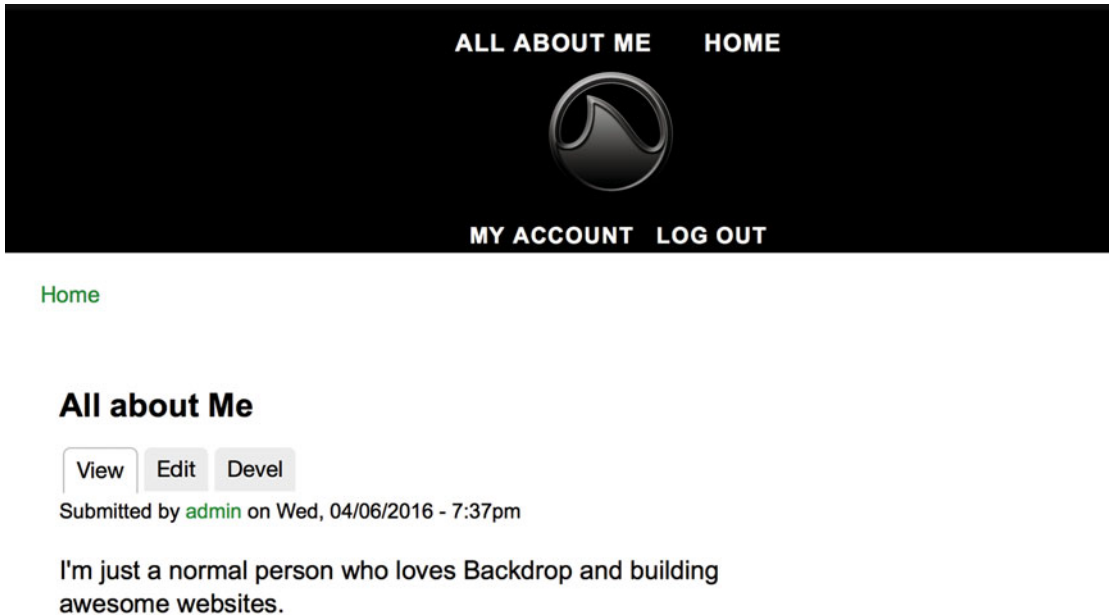 ALL ABOUT ME HOME
MY ACCOUNT LOG OUT
Home
All about Me
View Edit Devel
Submitted by admin on Wed, 04/06/2016 - 7:37pm
I'm just a normal person who loves Backdrop and building
awesome websites.